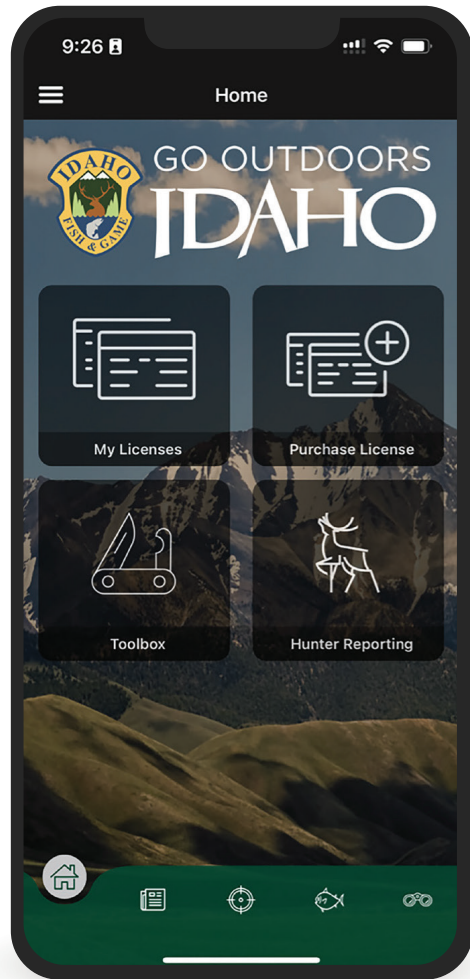 9:26
Home
IDAHO
FISH & GAME
GO OUTDOORS
IDAHO
My Licenses
Purchase License
Toolbox
Hunter Reporting